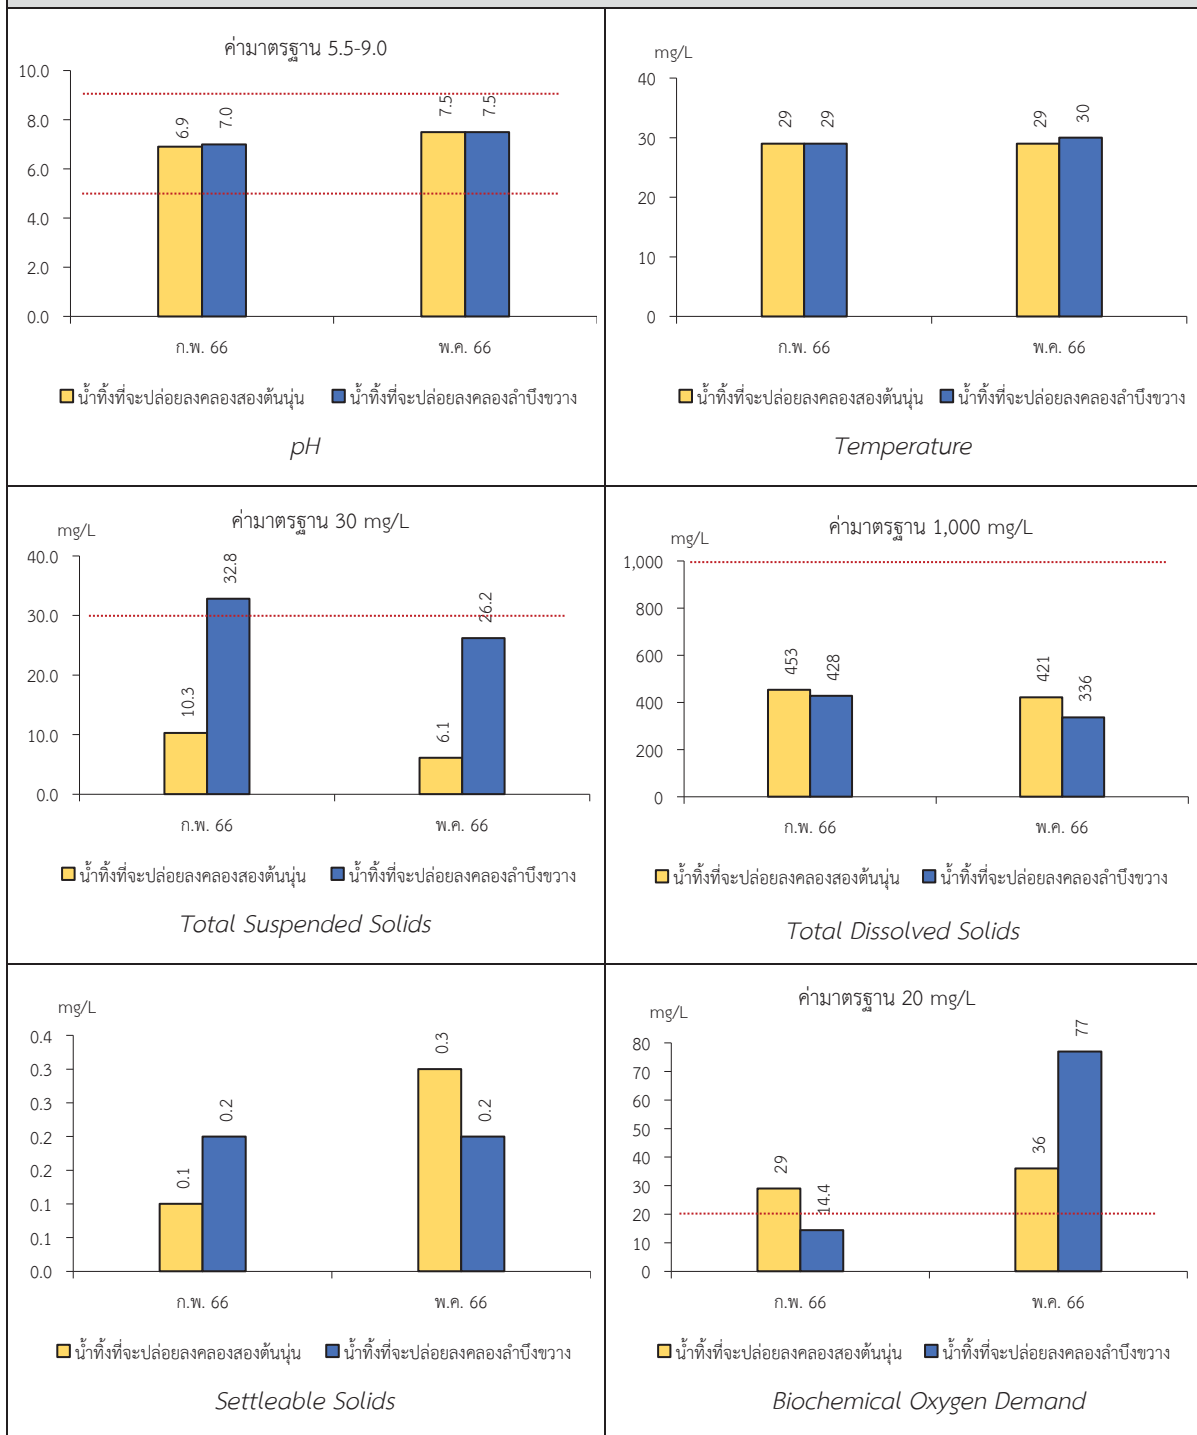 ค่ามาตรฐาน 5.5-9.0
10.0
8.0
6.0
4.0
2.0
0.0
6.9
7.0
7.5
7.5
ก.พ. 66
พ.ค. 66
น้ำทิ้งที่จะปล่อยลงคลองสองต้นนุ่น
น้ำทิ้งที่จะปล่อยลงคลองลำบึงขวาง
pH
mg/L
40
30
20
10
0
29
29
29
30
ก.พ. 66
พ.ค. 66
น้ำทิ้งที่จะปล่อยลงคลองสองต้นนุ่น
น้ำทิ้งที่จะปล่อยลงคลองลำบึงขวาง
Temperature
ค่ามาตรฐาน 30 mg/L
mg/L
40.0
30.0
20.0
10.0
0.0
10.3
32.8
6.1
26.2
ก.พ. 66
พ.ค. 66
น้ำทิ้งที่จะปล่อยลงคลองสองต้นนุ่น
น้ำทิ้งที่จะปล่อยลงคลองลำบึงขวาง
Total Suspended Solids
ค่ามาตรฐาน 1,000 mg/L
mg/L
1,000
800
600
400
200
0
453
428
421
336
ก.พ. 66
พ.ค. 66
น้ำทิ้งที่จะปล่อยลงคลองสองต้นนุ่น
น้ำทิ้งที่จะปล่อยลงคลองลำบึงขวาง
Total Dissolved Solids
mg/L
0.4
0.3
0.3
0.2
0.2
0.1
0.1
0.0
0.1
0.2
0.3
0.2
ก.พ. 66
พ.ค. 66
น้ำทิ้งที่จะปล่อยลงคลองสองต้นนุ่น
น้ำทิ้งที่จะปล่อยลงคลองลำบึงขวาง
Settleable Solids
ค่ามาตรฐาน 20 mg/L
mg/L
80
70
60
50
40
30
20
10
0
29
14.4
36
77
ก.พ. 66
พ.ค. 66
น้ำทิ้งที่จะปล่อยลงคลองสองต้นนุ่น
น้ำทิ้งที่จะปล่อยลงคลองลำบึงขวาง
Biochemical Oxygen Demand